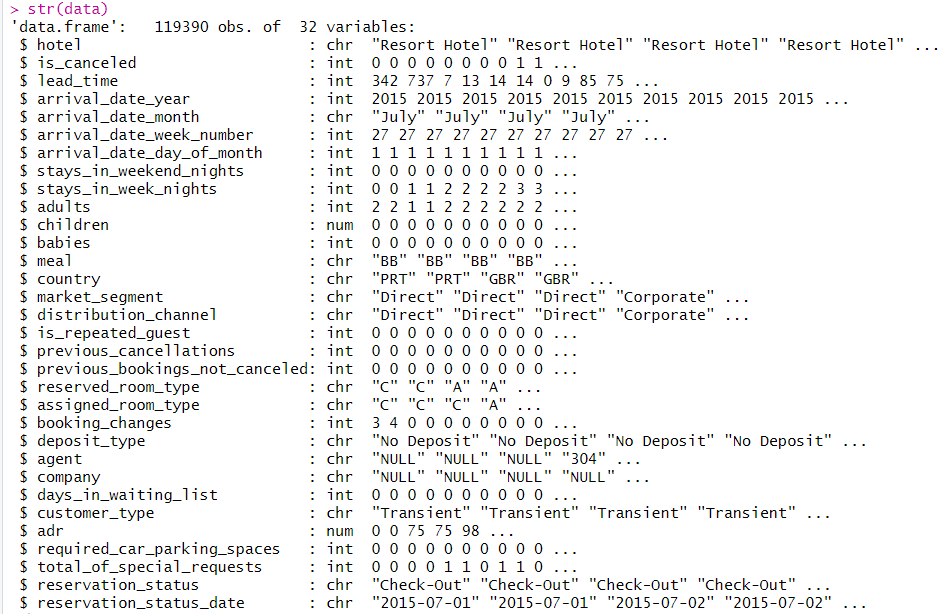 > str(data)
'data.frame':   119390 obs. of  32 variables:
 $ hotel                         : chr  "Resort Hotel" "Resort Hotel" "Resort Hotel" "Resort Hotel" ...
 $ is_canceled                   : int  0 0 0 0 0 0 0 0 1 1 ...
 $ lead_time                     : int  342 737 7 13 14 14 0 9 85 75 ...
 $ arrival_date_year             : int  2015 2015 2015 2015 2015 2015 2015 2015 2015 2015 ...
 $ arrival_date_month            : chr  "July" "July" "July" "July" ...
 $ arrival_date_week_number      : int  27 27 27 27 27 27 27 27 27 27 ...
 $ arrival_date_day_of_month     : int  1 1 1 1 1 1 1 1 1 1 ...
 $ stays_in_weekend_nights       : int  0 0 0 0 0 0 0 0 0 0 ...
 $ stays_in_week_nights          : int  0 0 1 1 2 2 2 2 3 3 ...
 $ adults                        : int  2 2 1 1 2 2 2 2 2 2 ...
 $ children                      : num  0 0 0 0 0 0 0 0 0 0 ...
 $ babies                        : int  0 0 0 0 0 0 0 0 0 0 ...
 $ meal                          : chr  "BB" "BB" "BB" "BB" ...
 $ country                       : chr  "PRT" "PRT" "GBR" "GBR" ...
 $ market_segment                : chr  "Direct" "Direct" "Direct" "Corporate" ...
 $ distribution_channel          : chr  "Direct" "Direct" "Direct" "Corporate" ...
 $ is_repeated_guest             : int  0 0 0 0 0 0 0 0 0 0 ...
 $ previous_cancellations        : int  0 0 0 0 0 0 0 0 0 0 ...
 $ previous_bookings_not_canceled: int  0 0 0 0 0 0 0 0 0 0 ...
 $ reserved_room_type            : chr  "C" "C" "A" "A" ...
 $ assigned_room_type            : chr  "C" "C" "C" "A" ...
 $ booking_changes               : int  3 4 0 0 0 0 0 0 0 0 ...
 $ deposit_type                  : chr  "No Deposit" "No Deposit" "No Deposit" "No Deposit" ...
 $ agent                         : chr  "NULL" "NULL" "NULL" "304" ...
 $ company                       : chr  "NULL" "NULL" "NULL" "NULL" ...
 $ days_in_waiting_list          : int  0 0 0 0 0 0 0 0 0 0 ...
 $ customer_type                 : chr  "Transient" "Transient" "Transient" "Transient" ...
 $ adr                           : num  0 0 75 75 98 ...
 $ required_car_parking_spaces   : int  0 0 0 0 0 0 0 0 0 0 ...
 $ total_of_special_requests     : int  0 0 0 0 1 1 0 1 1 0 ...
 $ reservation_status            : chr  "Check-Out" "Check-Out" "Check-Out" "Check-Out" ...
 $ reservation_status_date       : chr  "2015-07-01" "2015-07-01" "2015-07-02" "2015-07-02" ...